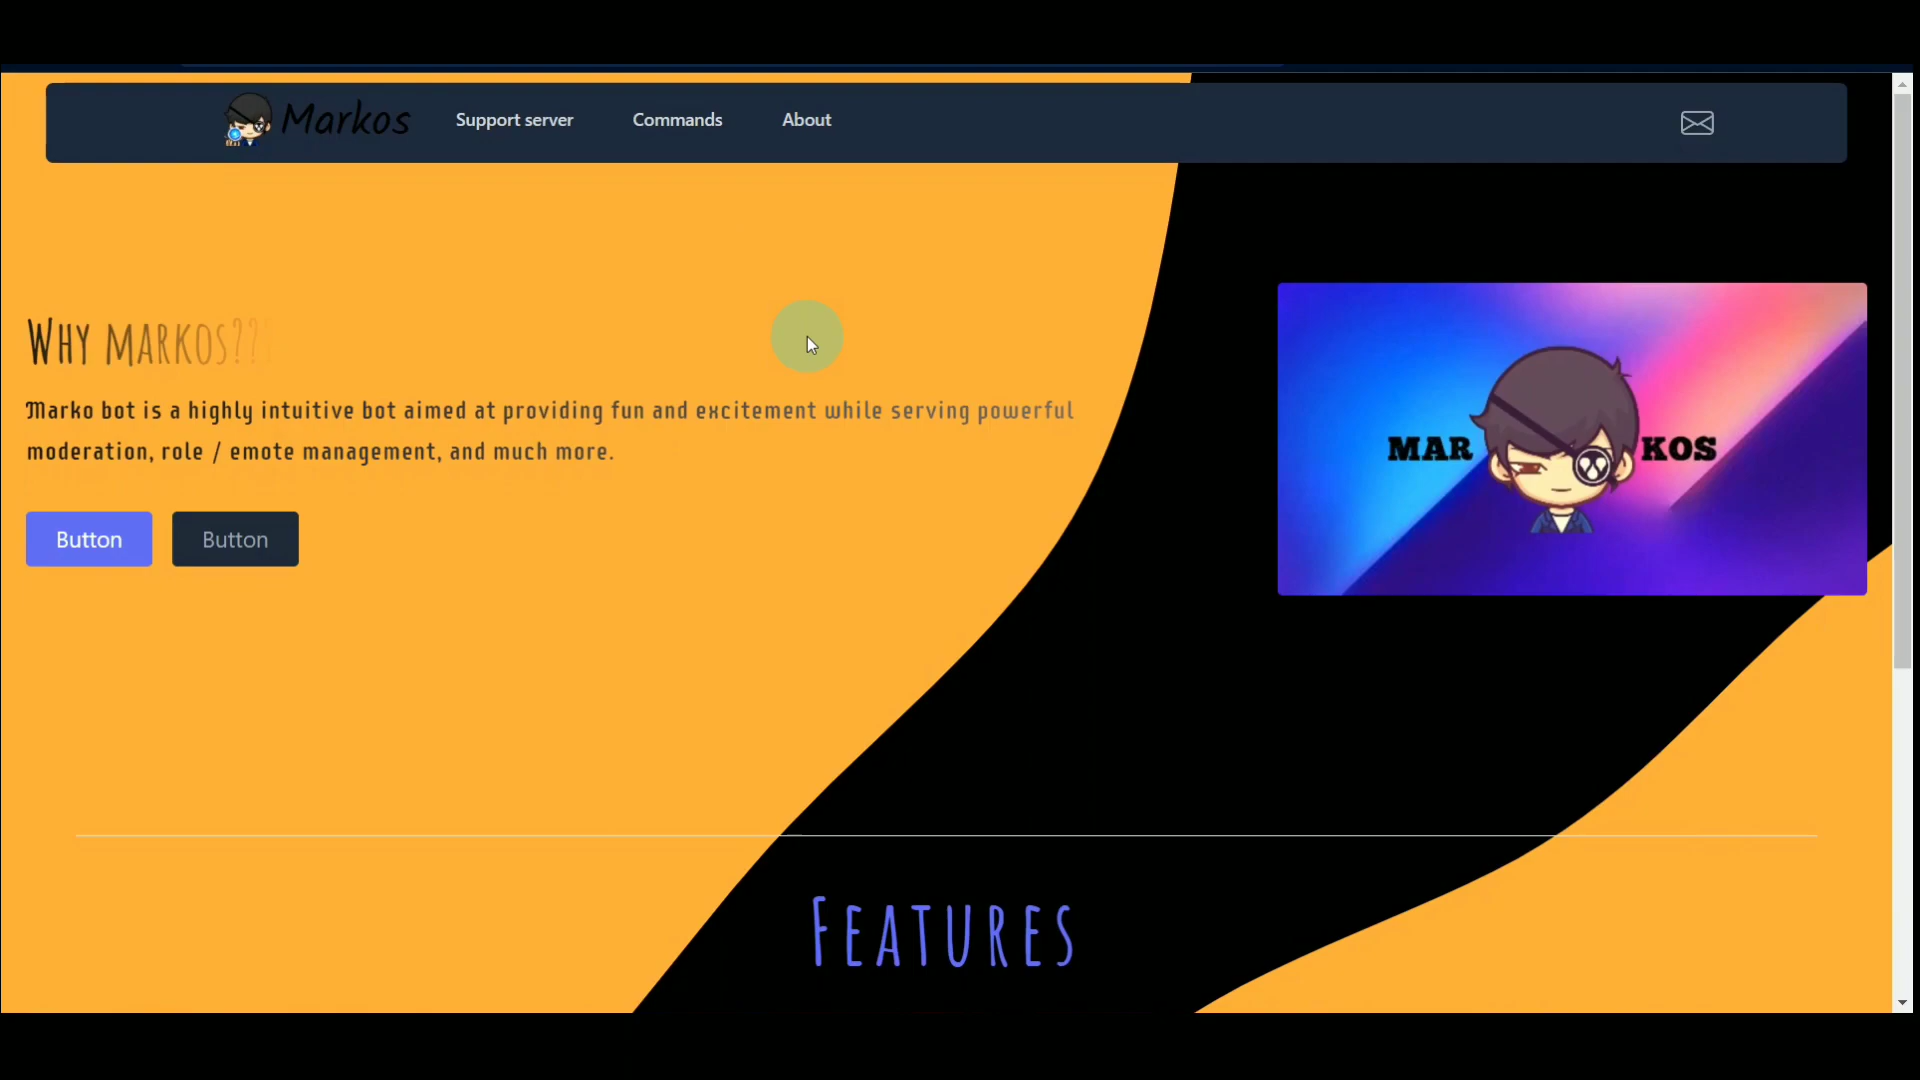 Markos
Support server
Commands
About
Why markos???
Marko bot is a highly intuitive bot aimed at providing fun and excitement while serving powerful
moderation, role / emote management, and much more.
Button
Button
MAR KOS
Features